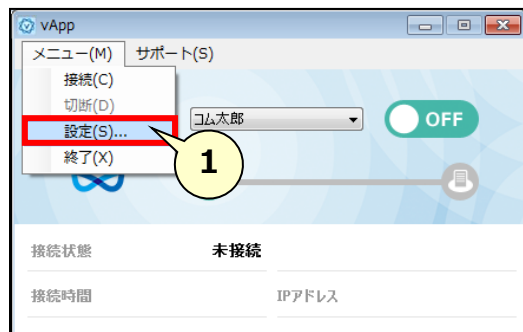 vApp
メニュー(M) サポート(S)
接続(C)
切断(D)
設定(S)...
終了(X)
コム太郎
OFF
1
接続状態 未接続
接続時間 IPアドレス